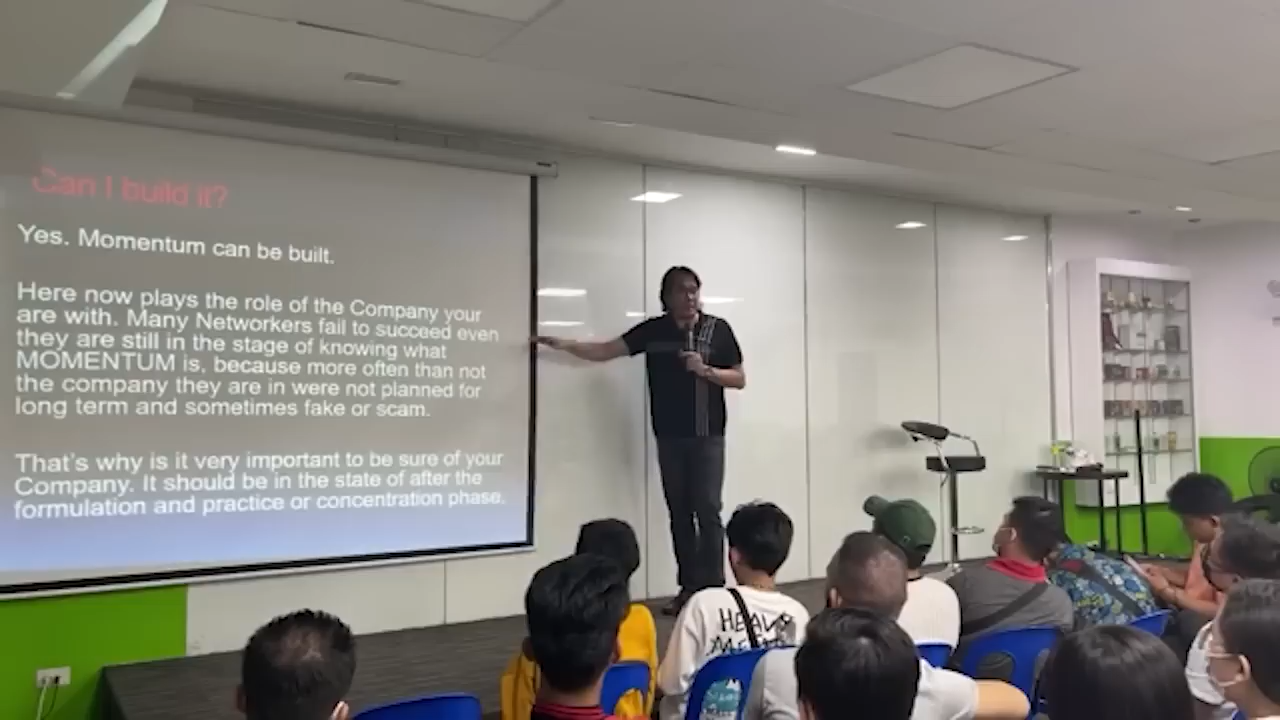 Can I build it?
Yes. Momentum can be built.
Here now plays the role of the Company your
are with. Many Networkers fail to succeed even
they are still in the stage of knowing what
MOMENTUM is, because more often than not
the company they are in were not planned for
long term and sometimes fake or scam.
That's why is it very important to be sure of your
Company. It should be in the state of after the
formulation and practice or concentration phase.
HEAVY